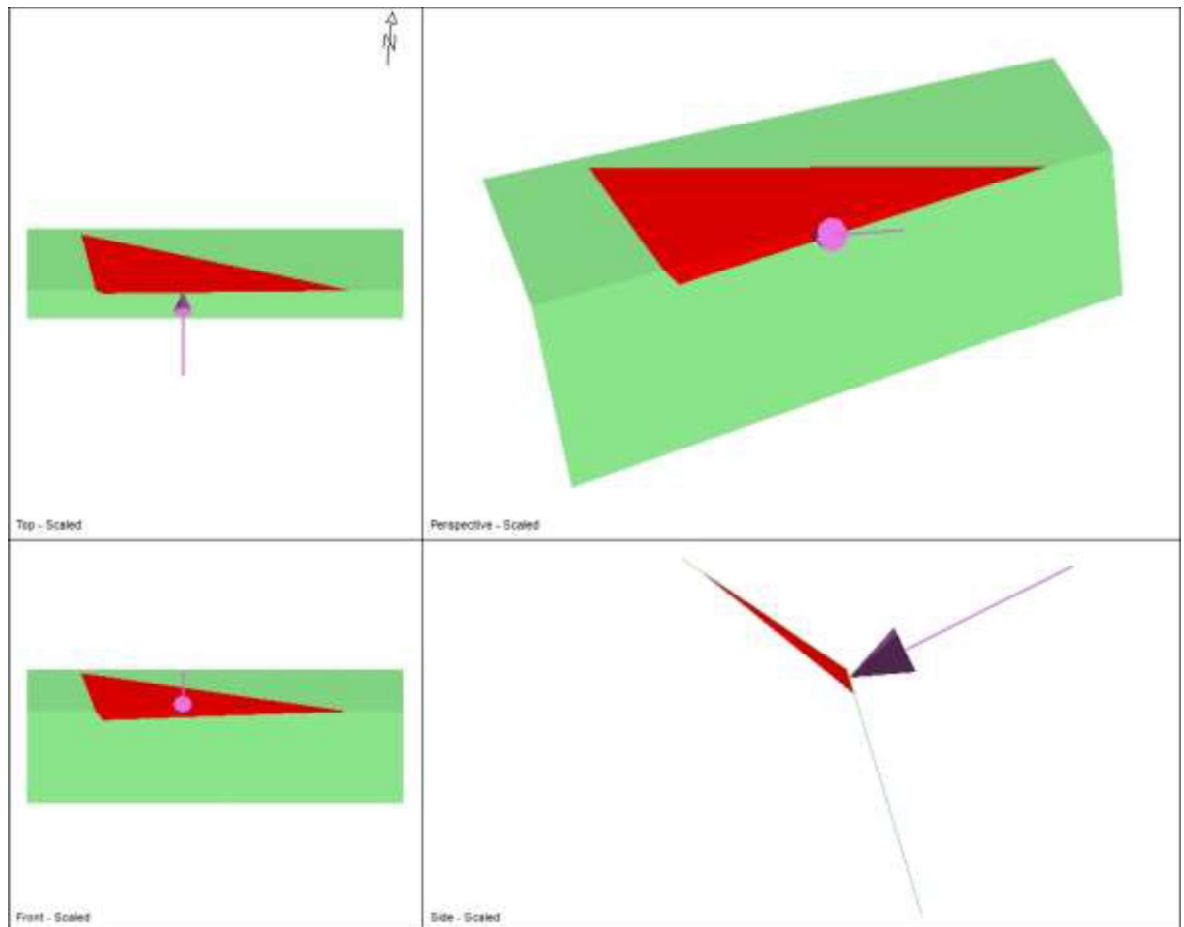 N
Top - Scaled
Perspective - Scaled
Front - Scaled
Side - Scaled